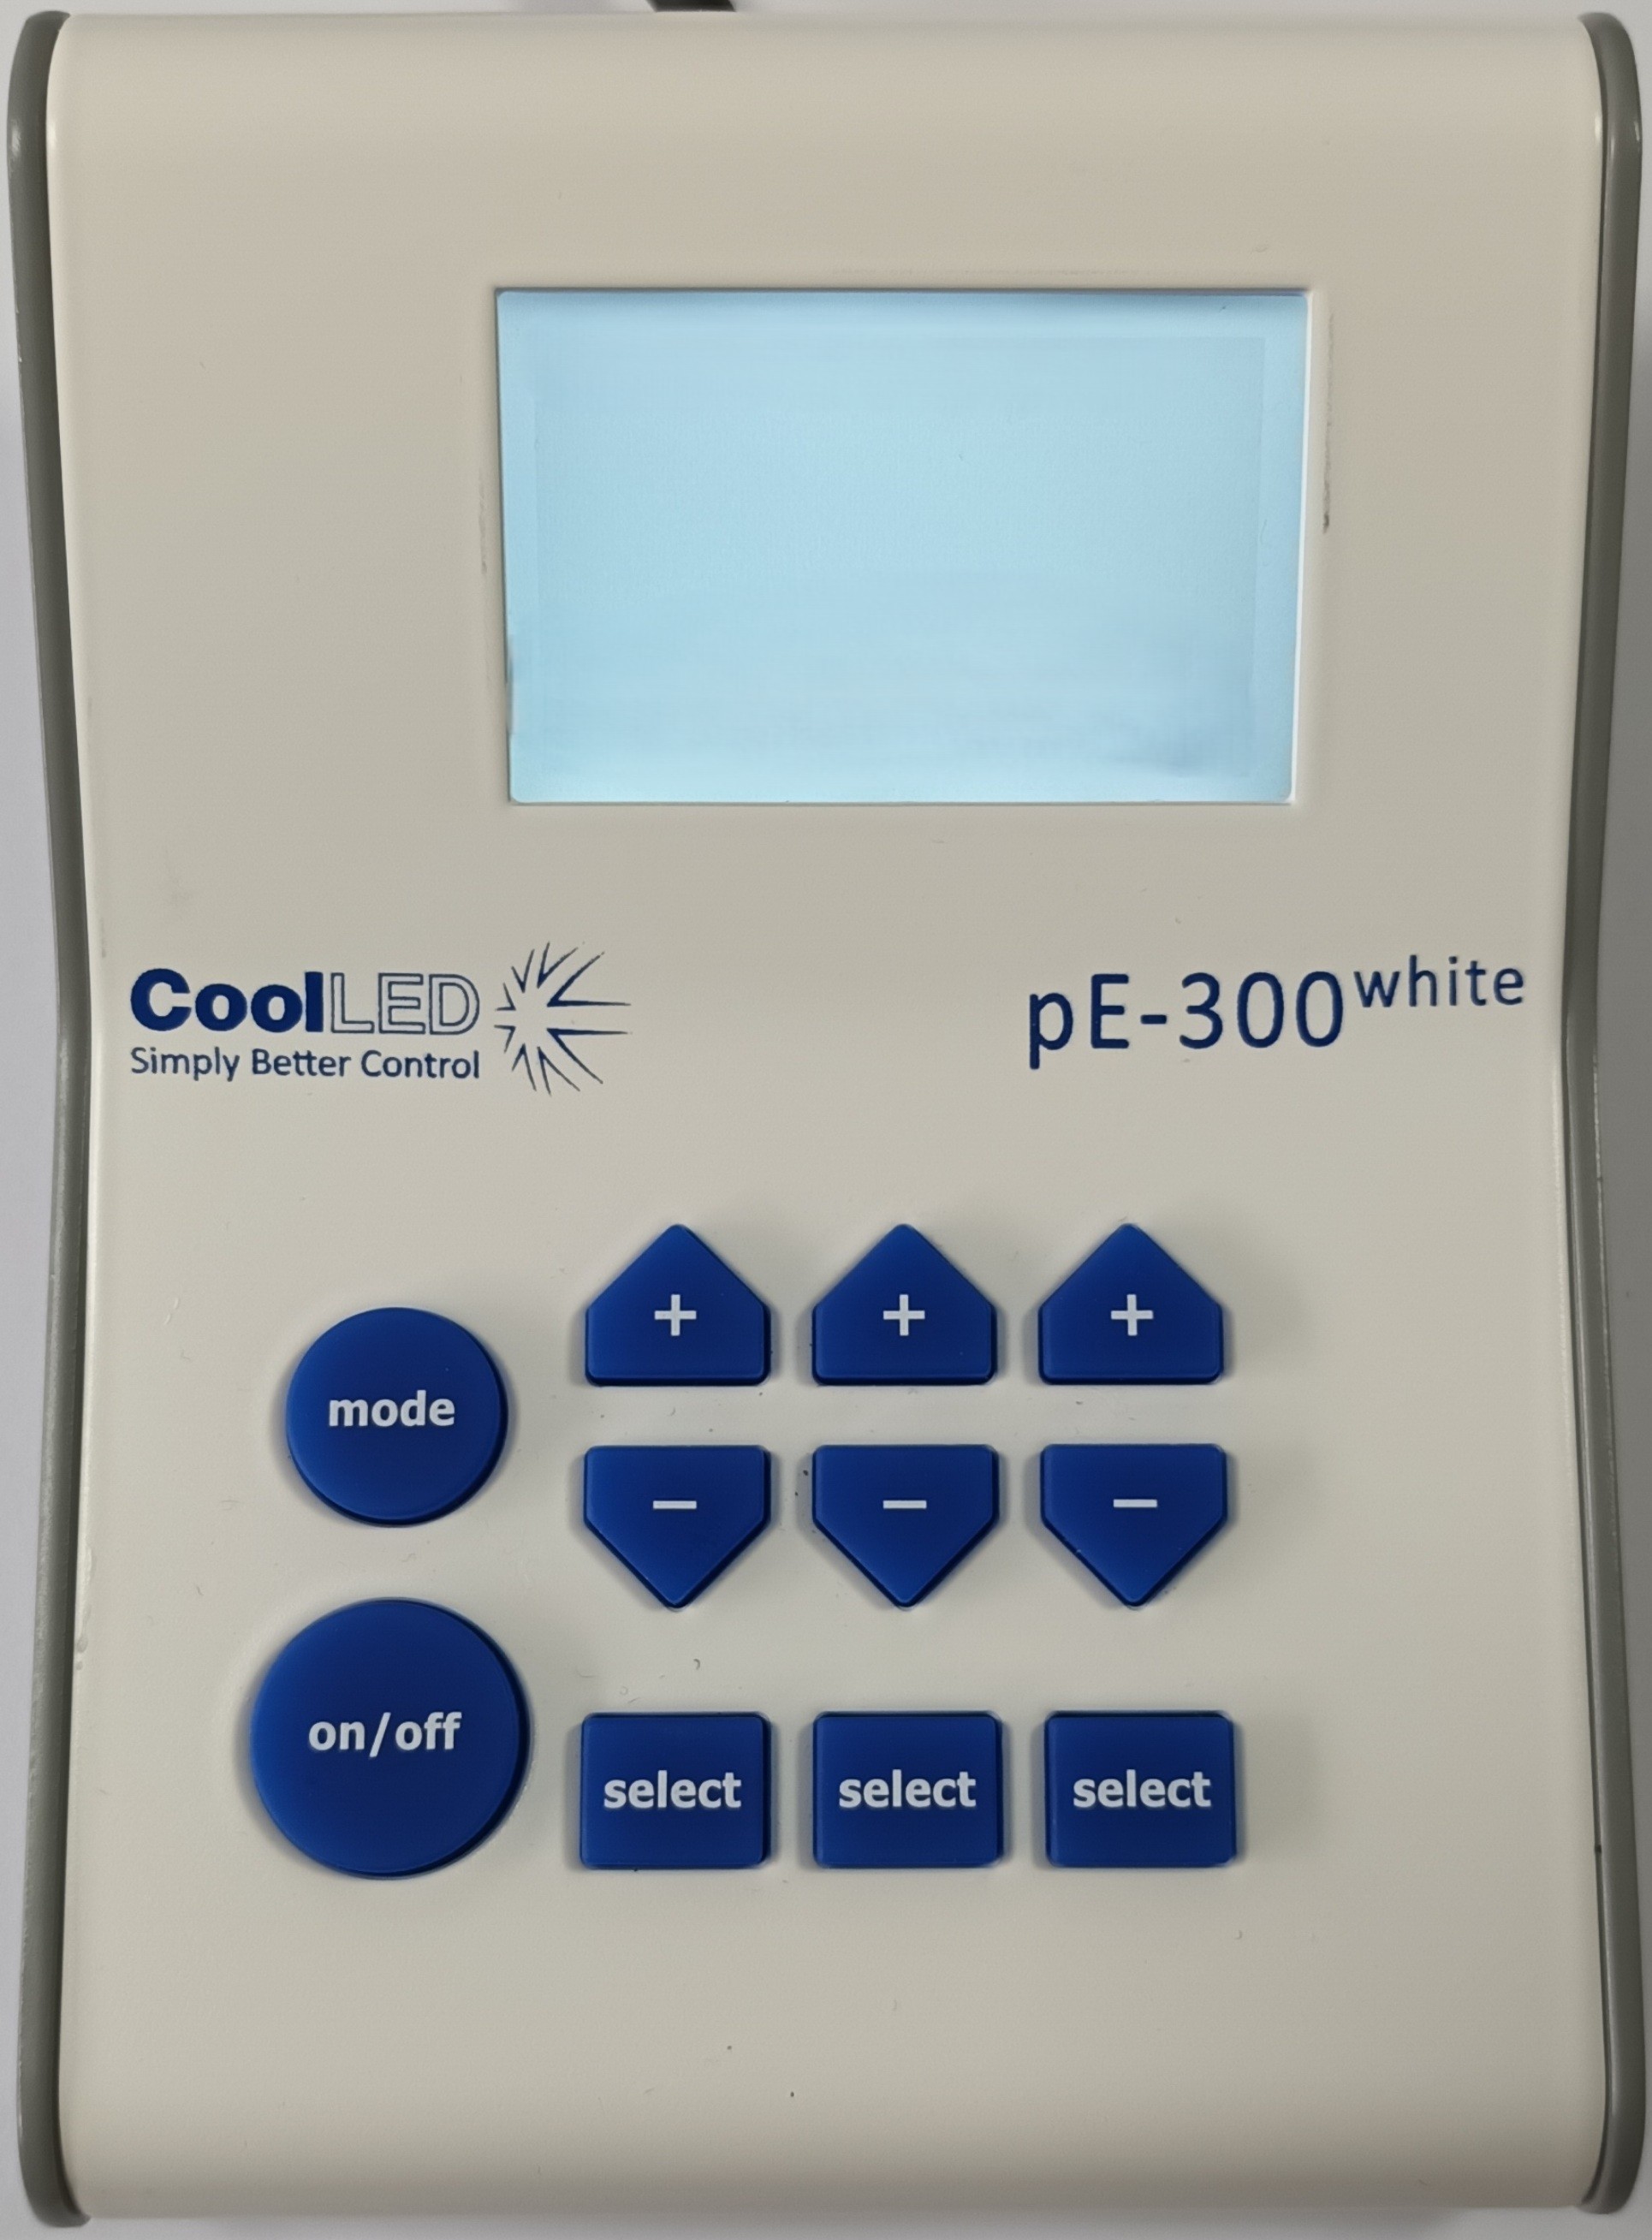 CoolLED
Simply Better Control
pE-300white
+ + +
mode
− − −
on/off
select select select